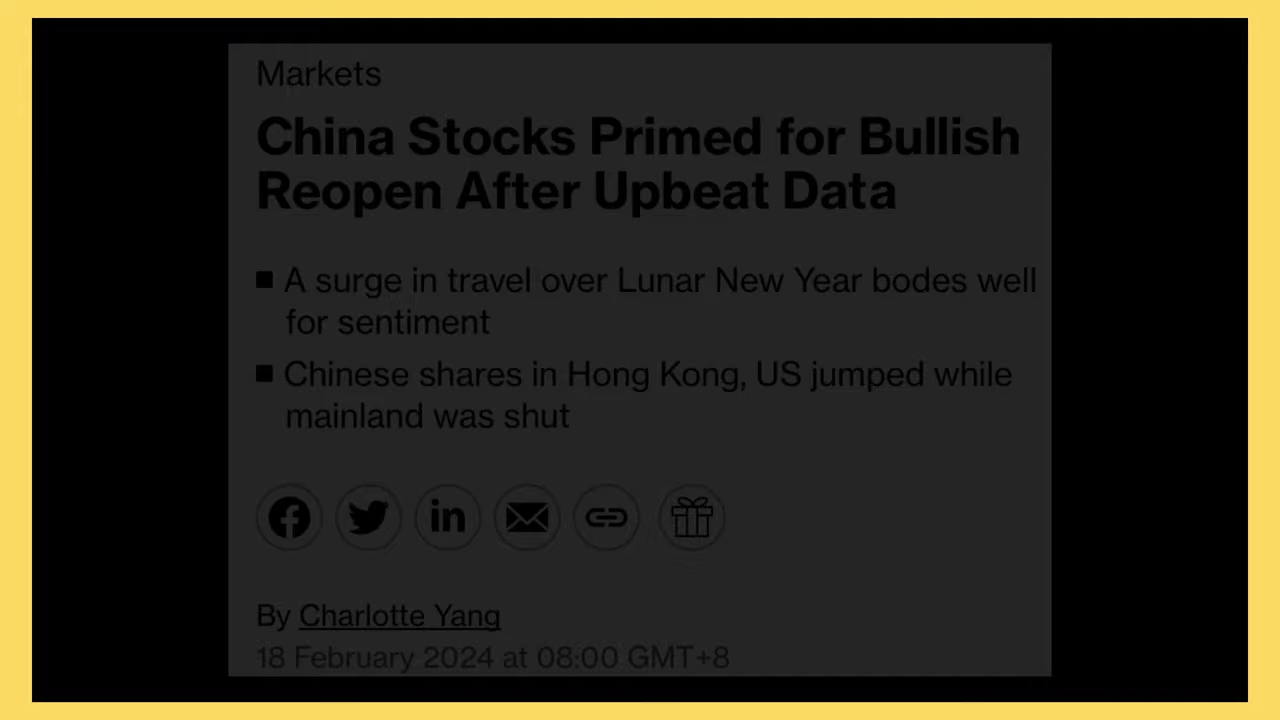 Markets
China Stocks Primed for Bullish
Reopen After Upbeat Data
A surge in travel over Lunar New Year bodes well
for sentiment
Chinese shares in Hong Kong, US jumped while
mainland was shut
in
By Charlotte Yang
18 February 2024 at 08:00 GMT+8